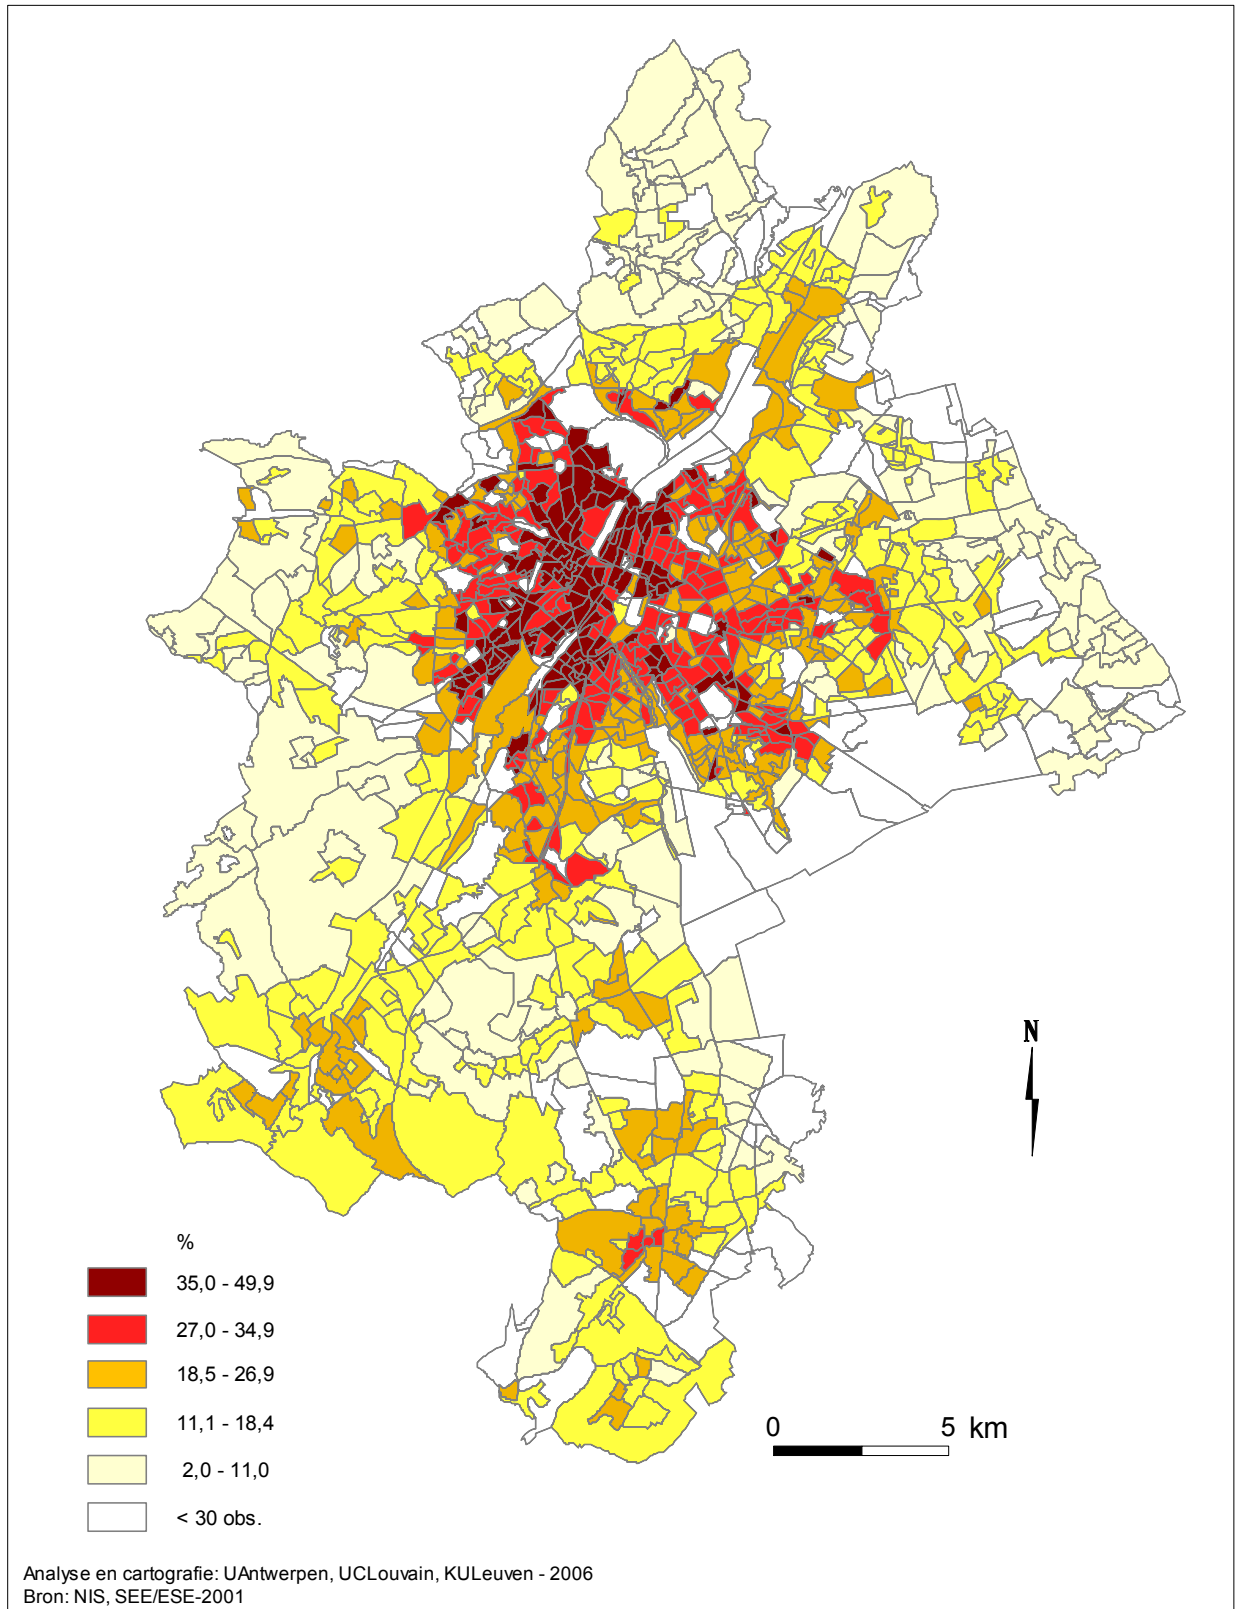 N
%
35,0 - 49,9
27,0 - 34,9
18,5 - 26,9
11,1 - 18,4
2,0 - 11,0
< 30 obs.
0 5 km
Analyse en cartografie: UAntwerpen, UCLouvain, KULeuven - 2006
Bron: NIS, SEE/ESE-2001